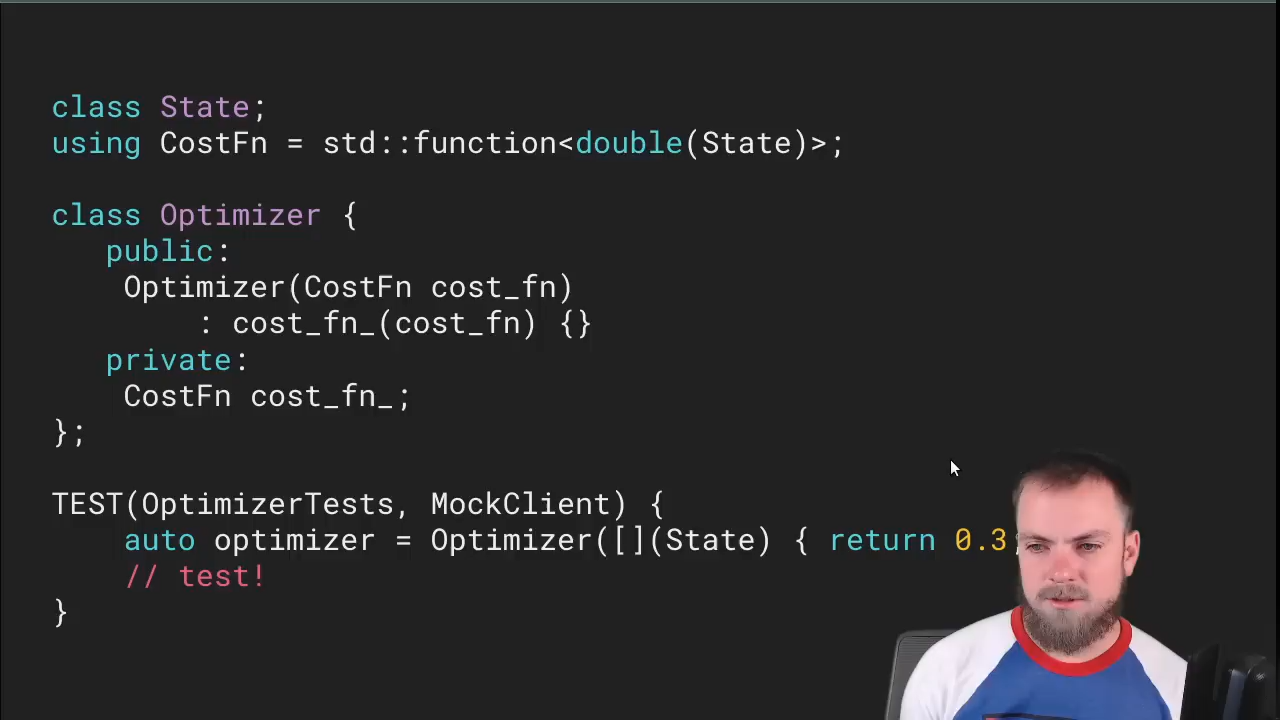 class State;
using CostFn = std::function<double(State)>;
class Optimizer {
public:
Optimizer(CostFn cost_fn)
: cost_fn_(cost_fn) {}
private:
CostFn cost_fn_;
};
TEST(OptimizerTests, MockClient) {
auto optimizer = Optimizer([](State) { return 0.3;
// test!
}